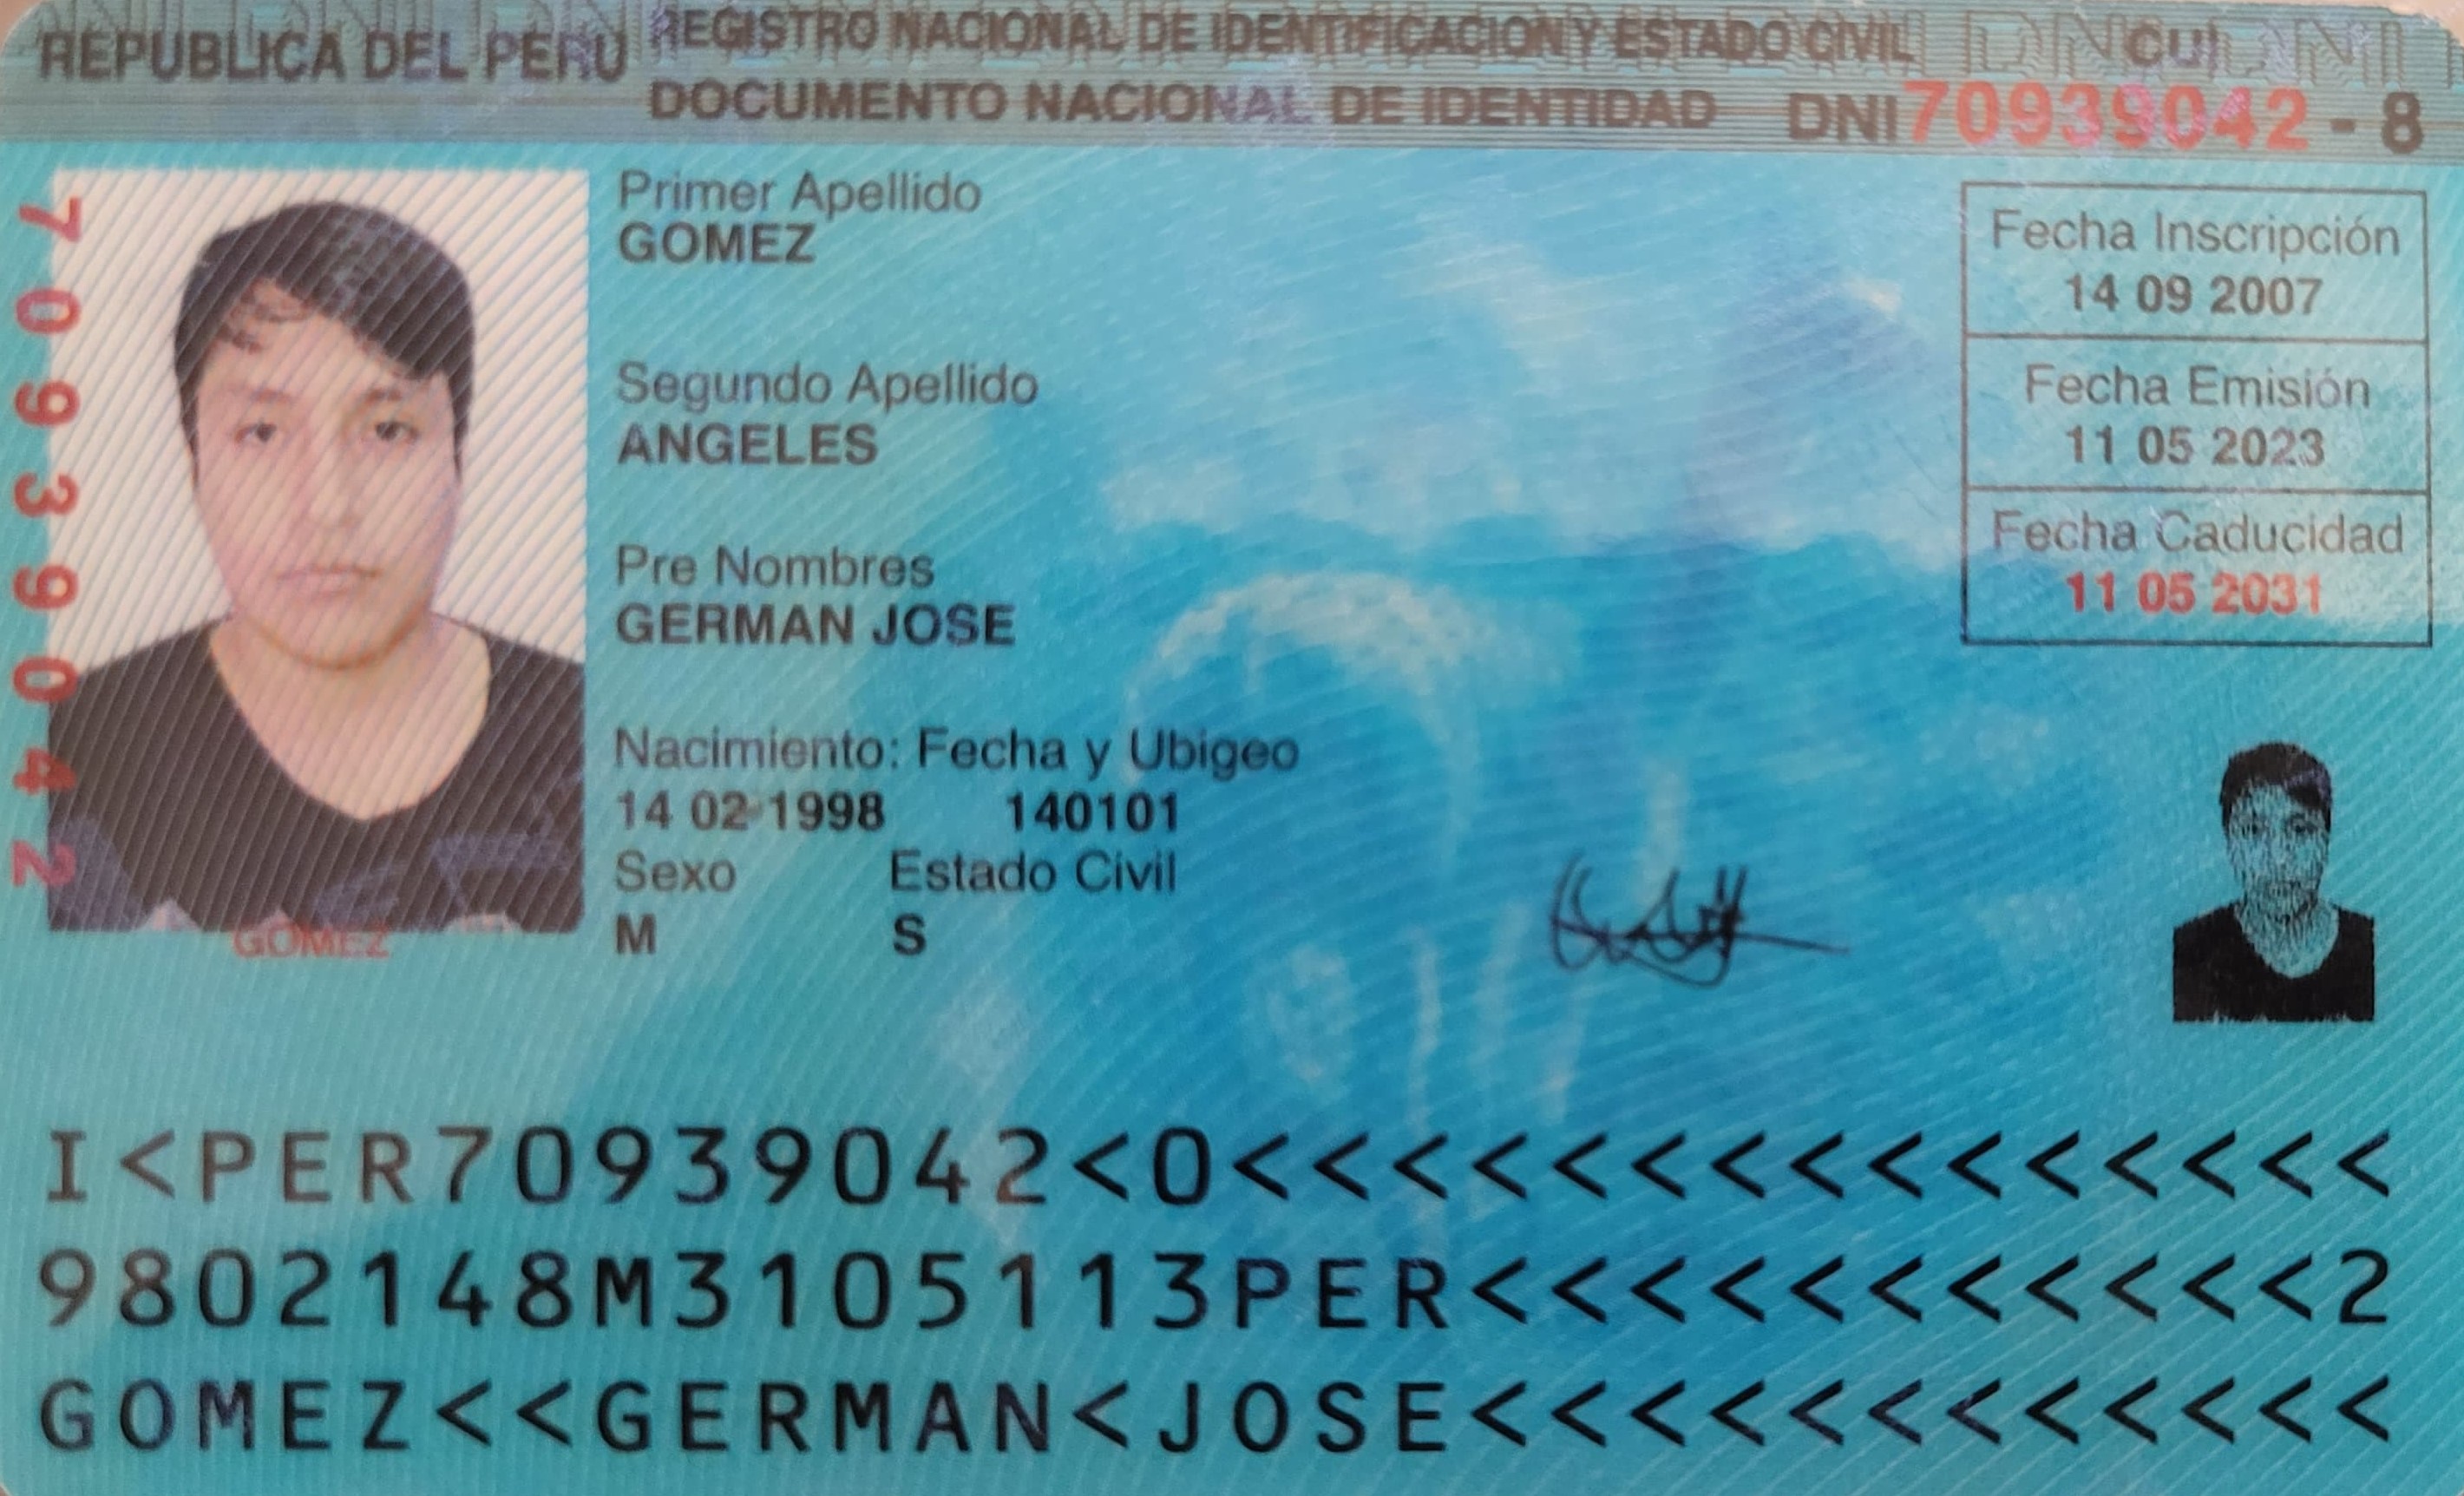 REPUBLICA DEL PERU
REGISTRO NACIONAL DE IDENTIFICACION Y ESTADO CIVIL
CUI
DOCUMENTO NACIONAL DE IDENTIDAD DNI 70939042 - 8
70939042
Primer Apellido
GOMEZ
Segundo Apellido
ANGELES
Pre Nombres
GERMAN JOSE
Nacimiento: Fecha y Ubigeo
14 02 1998 140101
Sexo Estado Civil
M S
GOMEZ
Fecha Inscripción
14 09 2007
Fecha Emisión
11 05 2023
Fecha Caducidad
11 05 2031
I<PER70939042<0<<<<<<<<<<<<<<<
9802148M3105113PER<<<<<<<<<<<2
GOMEZ<<GERMAN<JOSE<<<<<<<<<<<<